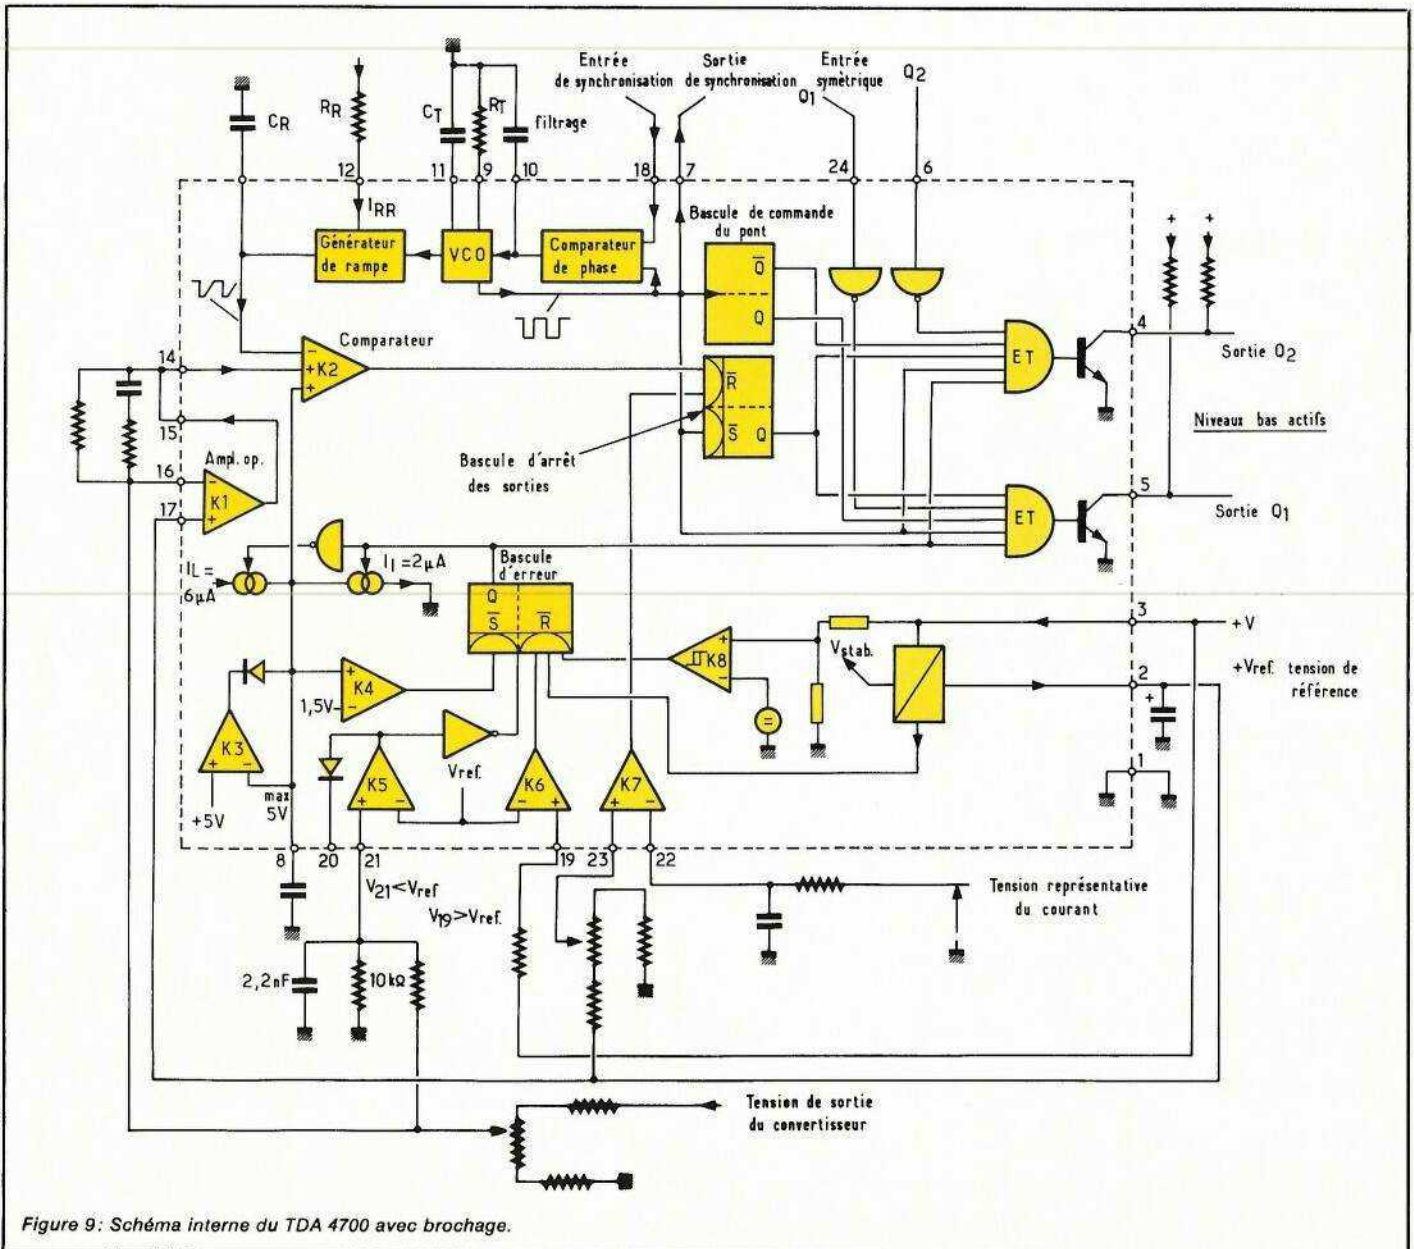 Entrée
de synchronisation
Sortie
de synchronisation
Entrée
symètrique
Q1
Q2
CR
RR
CT
RT
filtrage
12
11
9
10
18
7
24
6
IRR
Générateur
de rampe
VCO
Comparateur
de phase
Bascule de commande
du pont
Q̅
Q
Comparateur
K2
-
+
+
14
15
16
17
Ampl. op.
K1
-
+
R̅
S̅ Q
Bascule d'arrêt
des sorties
ET
4
Sortie Q2
Niveaux bas actifs
ET
5
Sortie Q1
+ +
IL=
6µA
II=2µA
Bascule
d'erreur
Q
S̅ R̅
K8
+
-
=
Vstab.
3
+V
+Vref. tension de
référence
2
+
1
K4
+
-
1,5V
K3
+ -
+5V
max
5V
K5
+ -
Vref.
K6
- +
K7
+ -
8
20
21
19
23
22
V21<Vref
V19>Vref.
2,2nF
10kΩ
Tension représentative
du courant
Tension de sortie
du convertisseur
Figure 9: Schéma interne du TDA 4700 avec brochage.